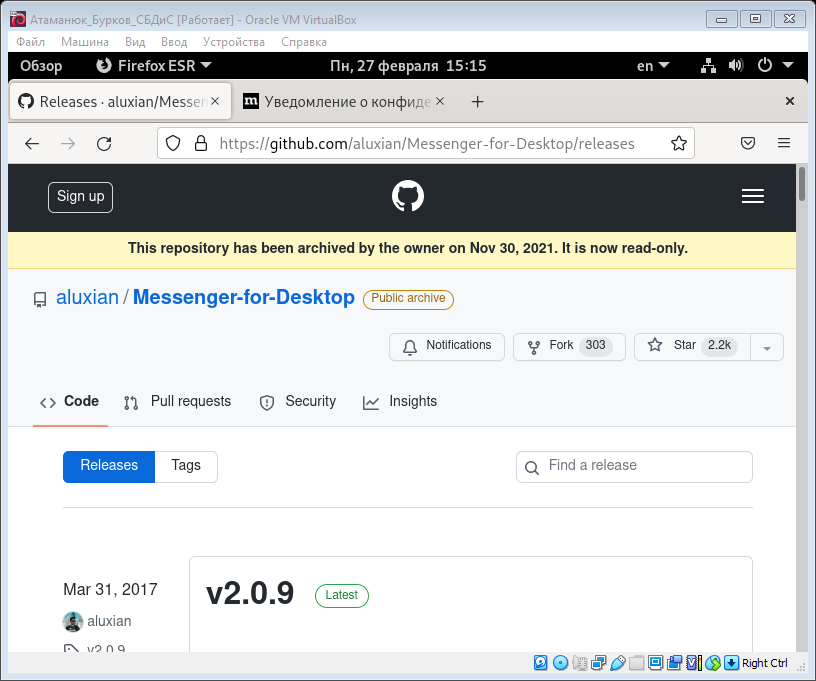 Атаманюк_Бурков_СБДиС [Работает] - Oracle VM VirtualBox
Файл Машина Вид Ввод Устройства Справка
Обзор Firefox ESR Пн, 27 февраля 15:15 en
Releases · aluxian/Messen × m Уведомление о конфиде × +
https://github.com/aluxian/Messenger-for-Desktop/releases
Sign up
This repository has been archived by the owner on Nov 30, 2021. It is now read-only.
aluxian / Messenger-for-Desktop Public archive
Notifications Fork 303 Star 2.2k
Code Pull requests Security Insights
Releases Tags Find a release
Mar 31, 2017 v2.0.9 Latest
aluxian
v2.0.9
Right Ctrl